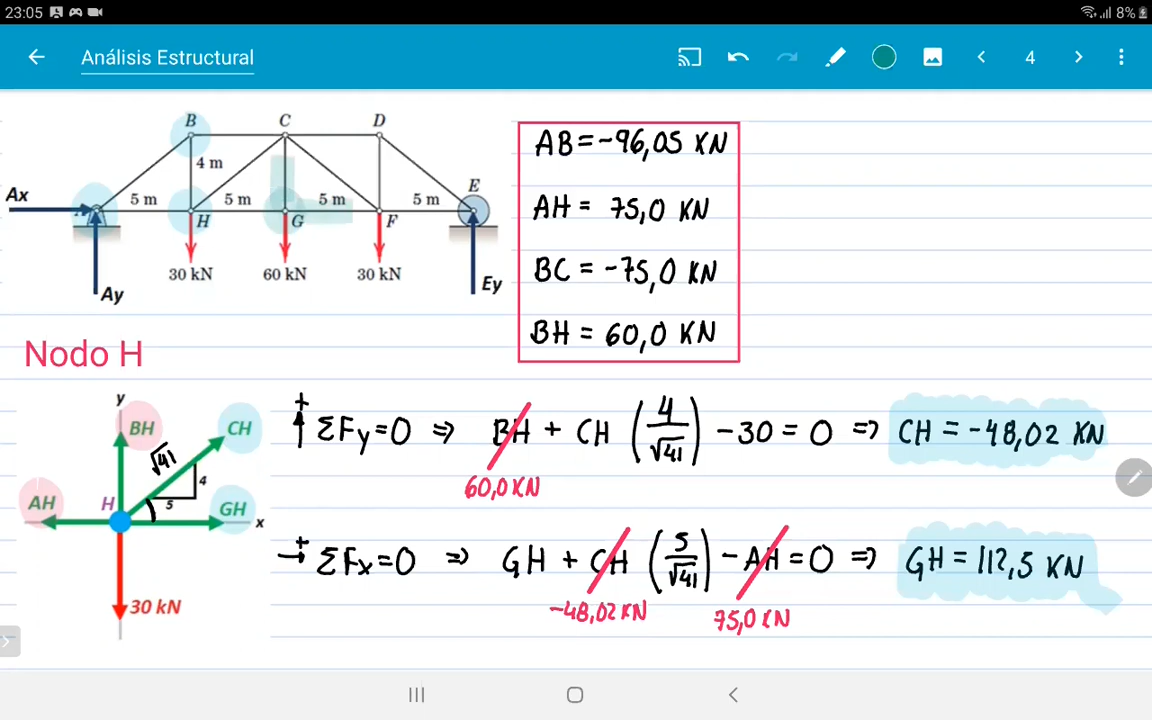 23:05
8%
Análisis Estructural
4
B C D
4 m
Ax
5 m 5 m 5 m 5 m
E
H G F
30 kN 60 kN 30 kN
Ay
Ey
AB = -96,05 KN
AH = 75,0 KN
BC = -75,0 KN
BH = 60,0 KN
Nodo H
y
BH
CH
√41
4
5
AH
H
GH
x
30 kN
+ ΣFy=0 ⇒ BH + CH (4/√41) - 30 = 0 ⇒ CH = -48,02 KN
60,0 KN
+ ΣFx=0 ⇒ GH + CH (5/√41) - AH = 0 ⇒ GH = 112,5 KN
-48,02 KN 75,0 KN